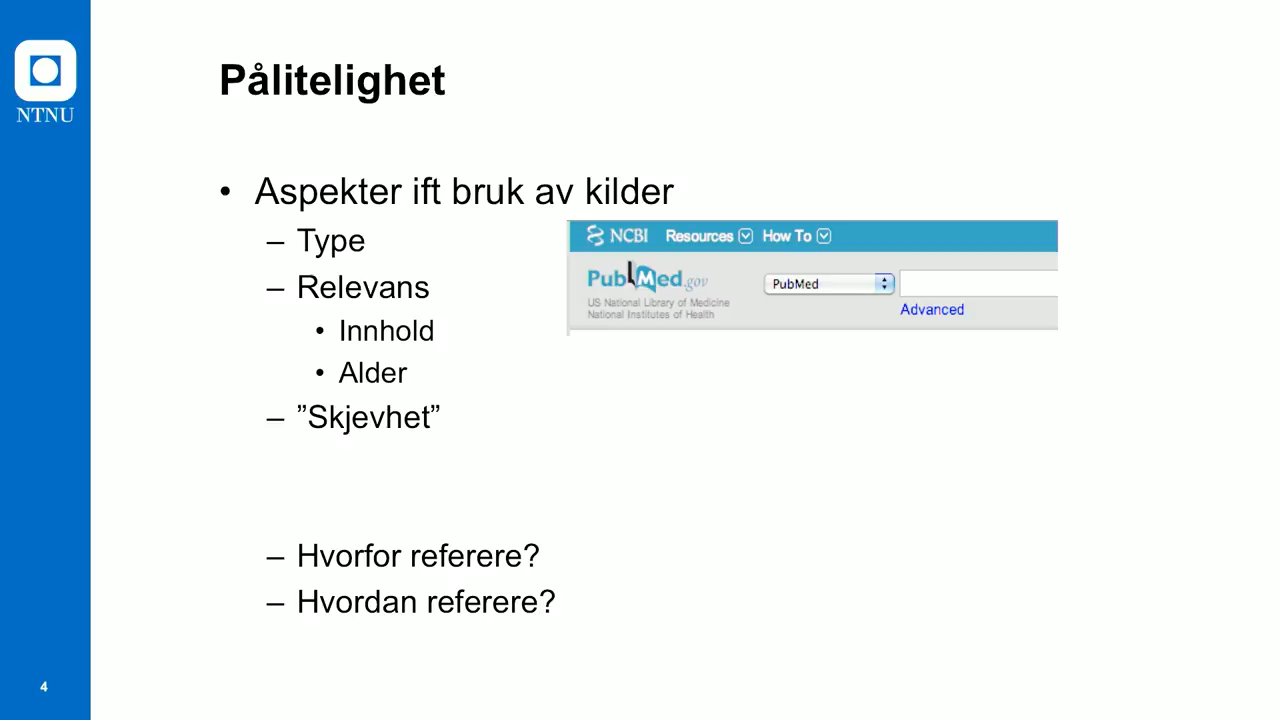 NTNU
Pålitelighet
• Aspekter ift bruk av kilder
– Type
– Relevans
• Innhold
• Alder
– ”Skjevhet”
NCBI Resources How To
PubMed.gov
US National Library of Medicine
National Institutes of Health
PubMed
Advanced
– Hvorfor referere?
– Hvordan referere?
4